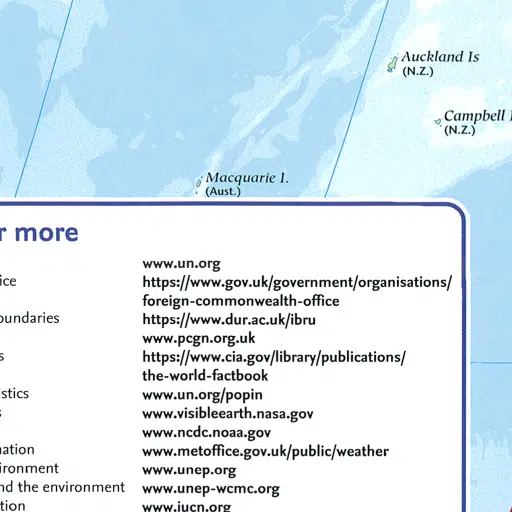 Auckland Is
(N.Z.)
Campbell I
(N.Z.)
Macquarie I.
(Aust.)
r more
www.un.org
ice https://www.gov.uk/government/organisations/
foreign-commonwealth-office
oundaries https://www.dur.ac.uk/ibru
www.pcgn.org.uk
s https://www.cia.gov/library/publications/
the-world-factbook
istics www.un.org/popin
s www.visibleearth.nasa.gov
www.ncdc.noaa.gov
nation www.metoffice.gov.uk/public/weather
ironment www.unep.org
nd the environment www.unep-wcmc.org
tion www.iucn.org